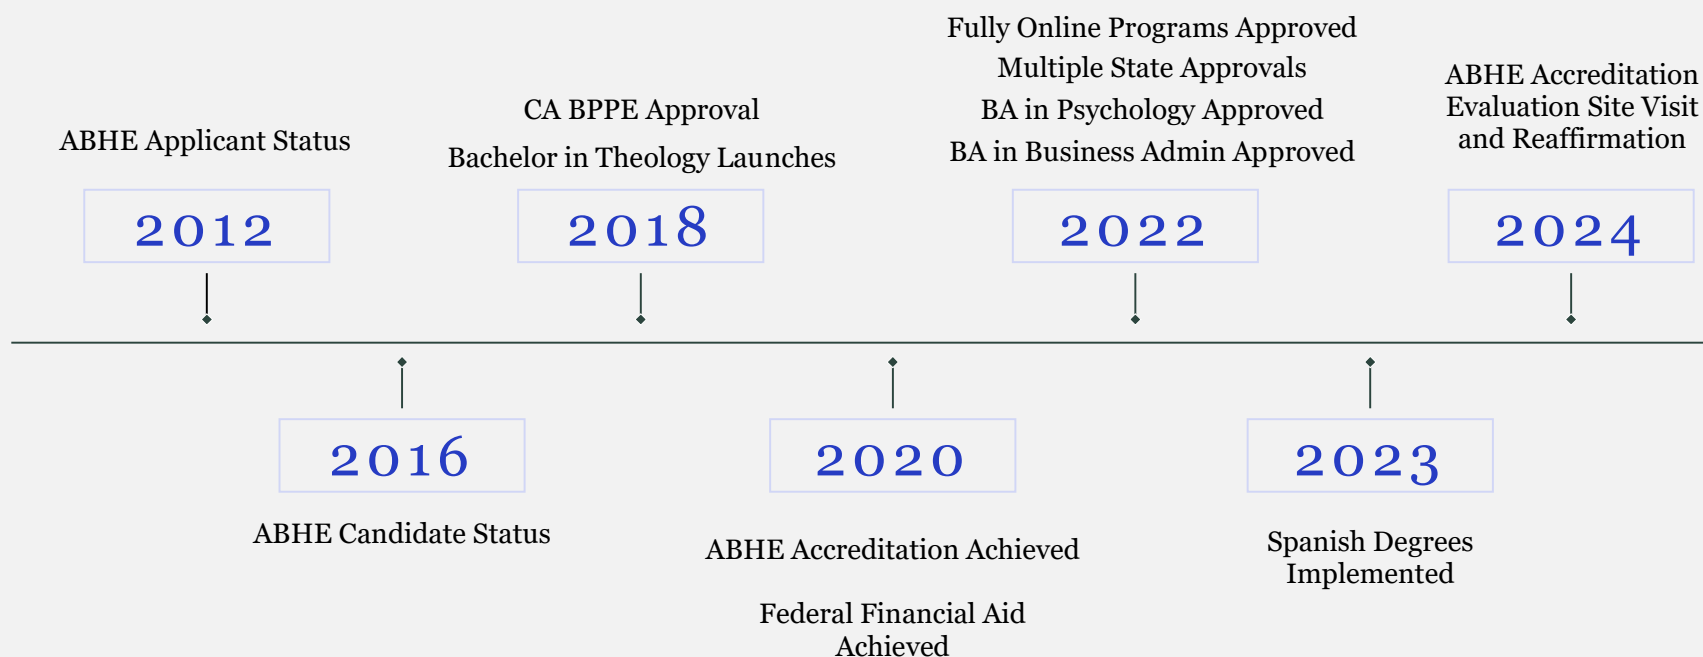 ABHE Applicant Status
2012
2016
ABHE Candidate Status
CA BPPE Approval
Bachelor in Theology Launches
2018
2020
ABHE Accreditation Achieved
Federal Financial Aid
Achieved
Fully Online Programs Approved
Multiple State Approvals
BA in Psychology Approved
BA in Business Admin Approved
2022
2023
Spanish Degrees
Implemented
ABHE Accreditation
Evaluation Site Visit
and Reaffirmation
2024